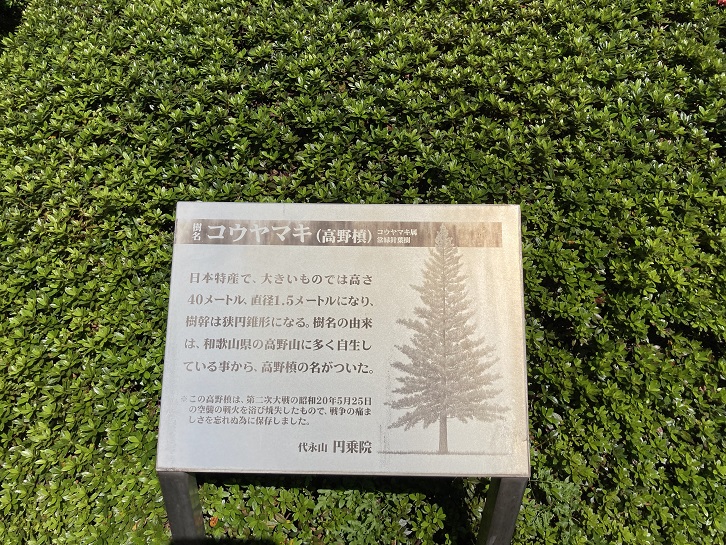 樹名 コウヤマキ(高野槙) コウヤマキ属
常緑針葉樹
日本特産で、大きいものでは高さ
40メートル、直径1.5メートルになり、
樹幹は狭円錐形になる。樹名の由来
は、和歌山県の高野山に多く自生し
ている事から、高野槙の名がついた。
※この高野槙は、第二次大戦の昭和20年5月25日
の空襲の戦火を浴び焼失したもので、戦争の痛ま
しさを忘れぬ為に保存しました。
代永山 円乗院